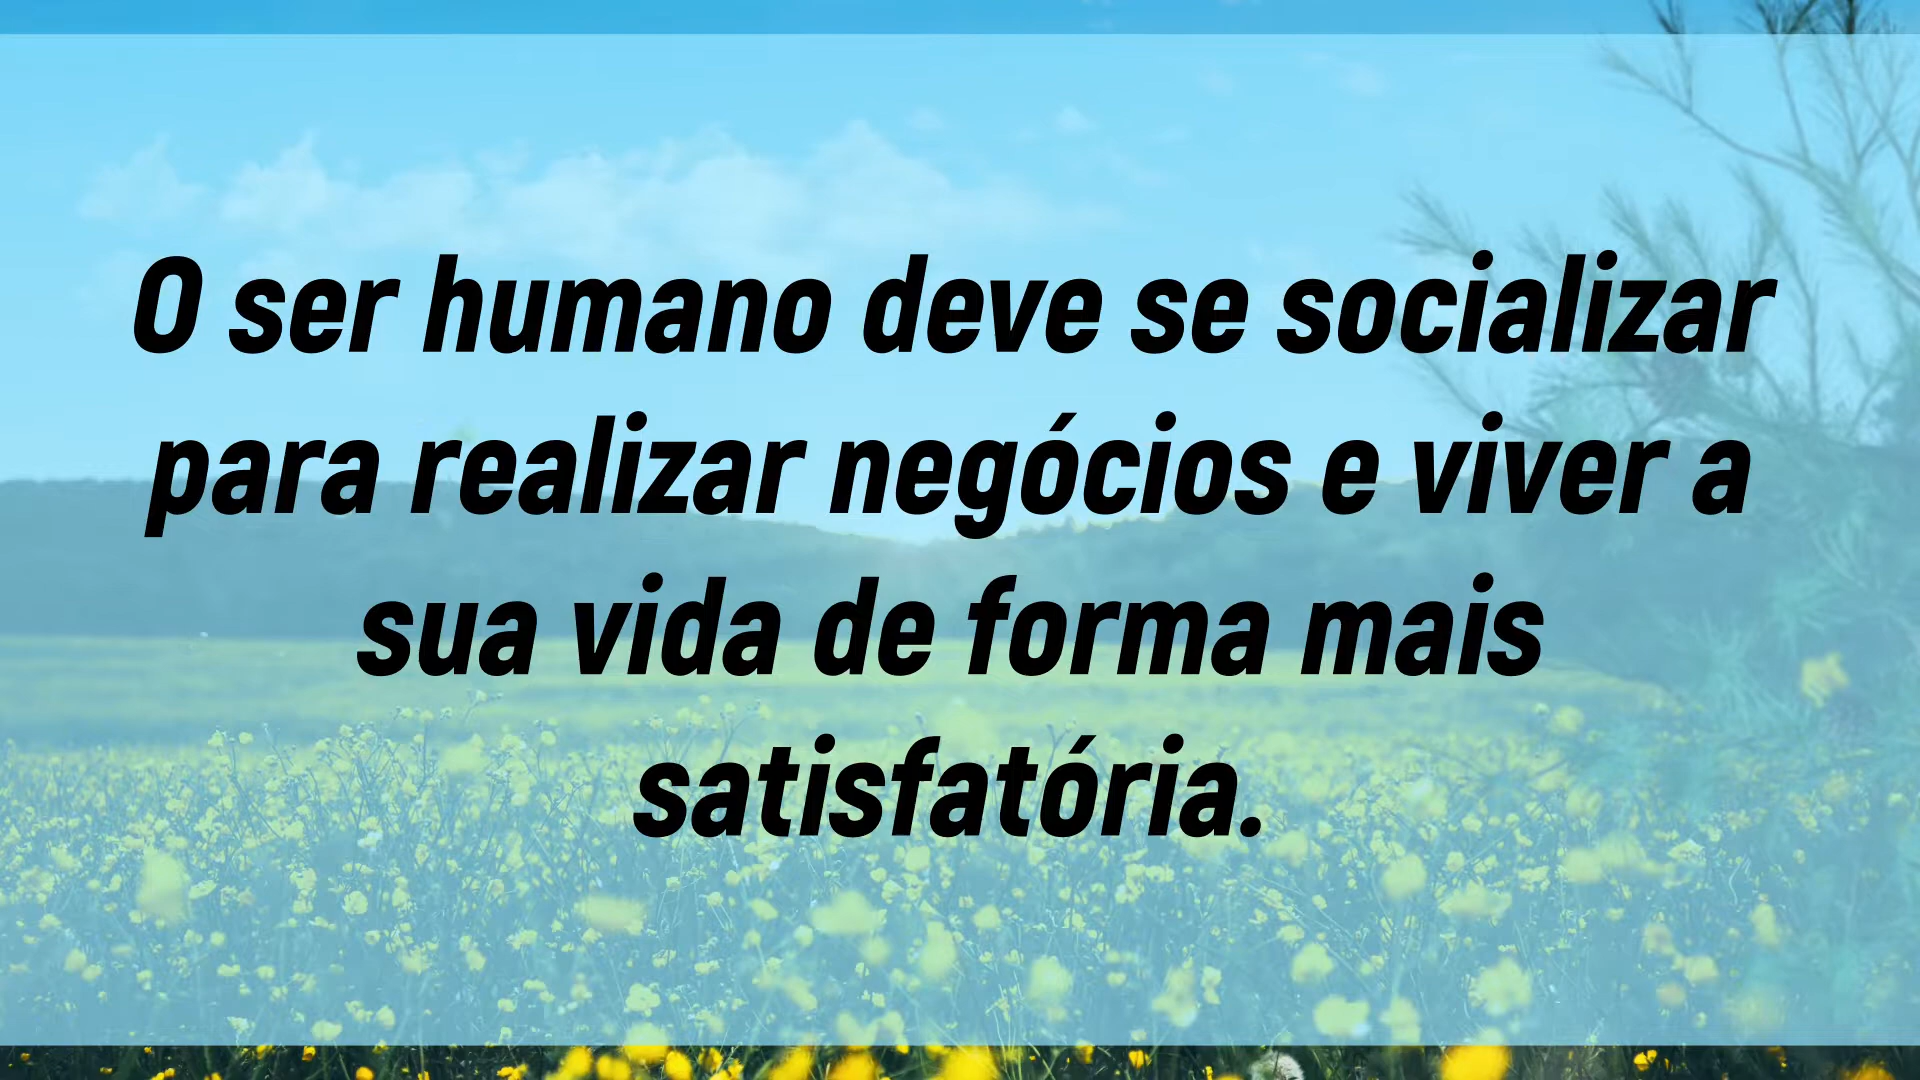 O ser humano deve se socializar
para realizar negócios e viver a
sua vida de forma mais
satisfatória.